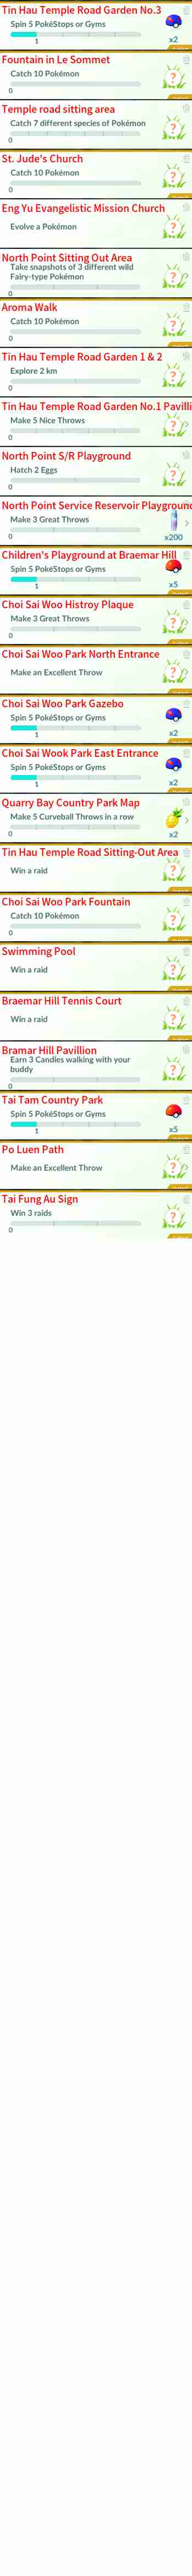 Tin Hau Temple Road Garden No.3
Spin 5 PokéStops or Gyms
1
x2
Fountain in Le Sommet
Catch 10 Pokémon
?
0
Temple road sitting area
Catch 7 different species of Pokémon
?
0
St. Jude's Church
Catch 10 Pokémon
?
0
Eng Yu Evangelistic Mission Church
Evolve a Pokémon
?
North Point Sitting Out Area
Take snapshots of 3 different wild
Fairy-type Pokémon
?
0
Aroma Walk
Catch 10 Pokémon
?
0
Tin Hau Temple Road Garden 1 & 2
Explore 2 km
?
0
Tin Hau Temple Road Garden No.1 Pavilli
Make 5 Nice Throws
?
0
North Point S/R Playground
Hatch 2 Eggs
?
0
North Point Service Reservoir Playground
Make 3 Great Throws
0
x200
Children's Playground at Braemar Hill
Spin 5 PokéStops or Gyms
1
x5
Choi Sai Woo Histroy Plaque
Make 3 Great Throws
?
0
Choi Sai Woo Park North Entrance
Make an Excellent Throw
?
Choi Sai Woo Park Gazebo
Spin 5 PokéStops or Gyms
1
x2
Choi Sai Wook Park East Entrance
Spin 5 PokéStops or Gyms
1
x2
Quarry Bay Country Park Map
Make 5 Curveball Throws in a row
0
x2
Tin Hau Temple Road Sitting-Out Area
Win a raid
?
Choi Sai Woo Park Fountain
Catch 10 Pokémon
?
0
Swimming Pool
Win a raid
?
Braemar Hill Tennis Court
Win a raid
?
Bramar Hill Pavillion
Earn 3 Candies walking with your
buddy
?
0
Tai Tam Country Park
Spin 5 PokéStops or Gyms
1
x5
Po Luen Path
Make an Excellent Throw
?
Tai Fung Au Sign
Win 3 raids
?
0